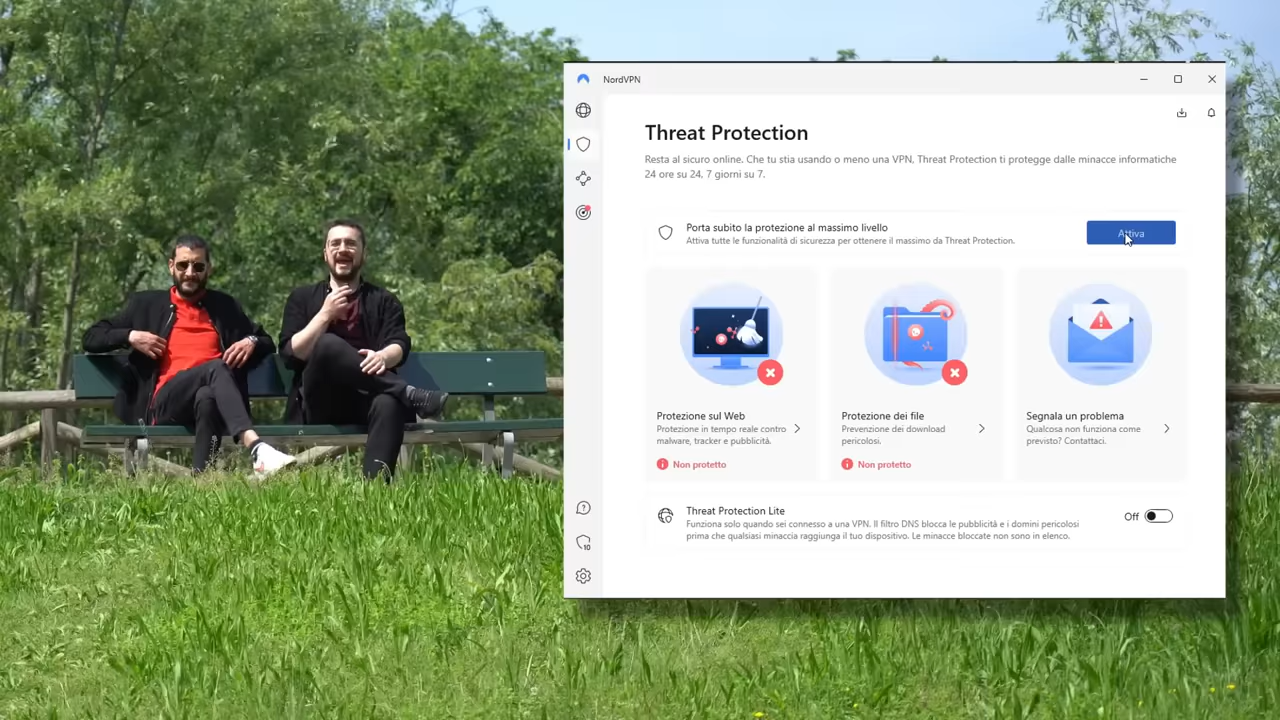 NordVPN
Threat Protection
Resta al sicuro online. Che tu stia usando o meno una VPN, Threat Protection ti protegge dalle minacce informatiche
24 ore su 24, 7 giorni su 7.
Porta subito la protezione al massimo livello
Attiva tutte le funzionalità di sicurezza per ottenere il massimo da Threat Protection.
Attiva
Protezione sul Web
Protezione in tempo reale contro
malware, tracker e pubblicità.
Non protetto
Protezione dei file
Prevenzione dei download
pericolosi.
Non protetto
Segnala un problema
Qualcosa non funziona come
previsto? Contattaci.
Threat Protection Lite
Funziona solo quando sei connesso a una VPN. Il filtro DNS blocca le pubblicità e i domini pericolosi
prima che qualsiasi minaccia raggiunga il tuo dispositivo. Le minacce bloccate non sono in elenco.
Off
10